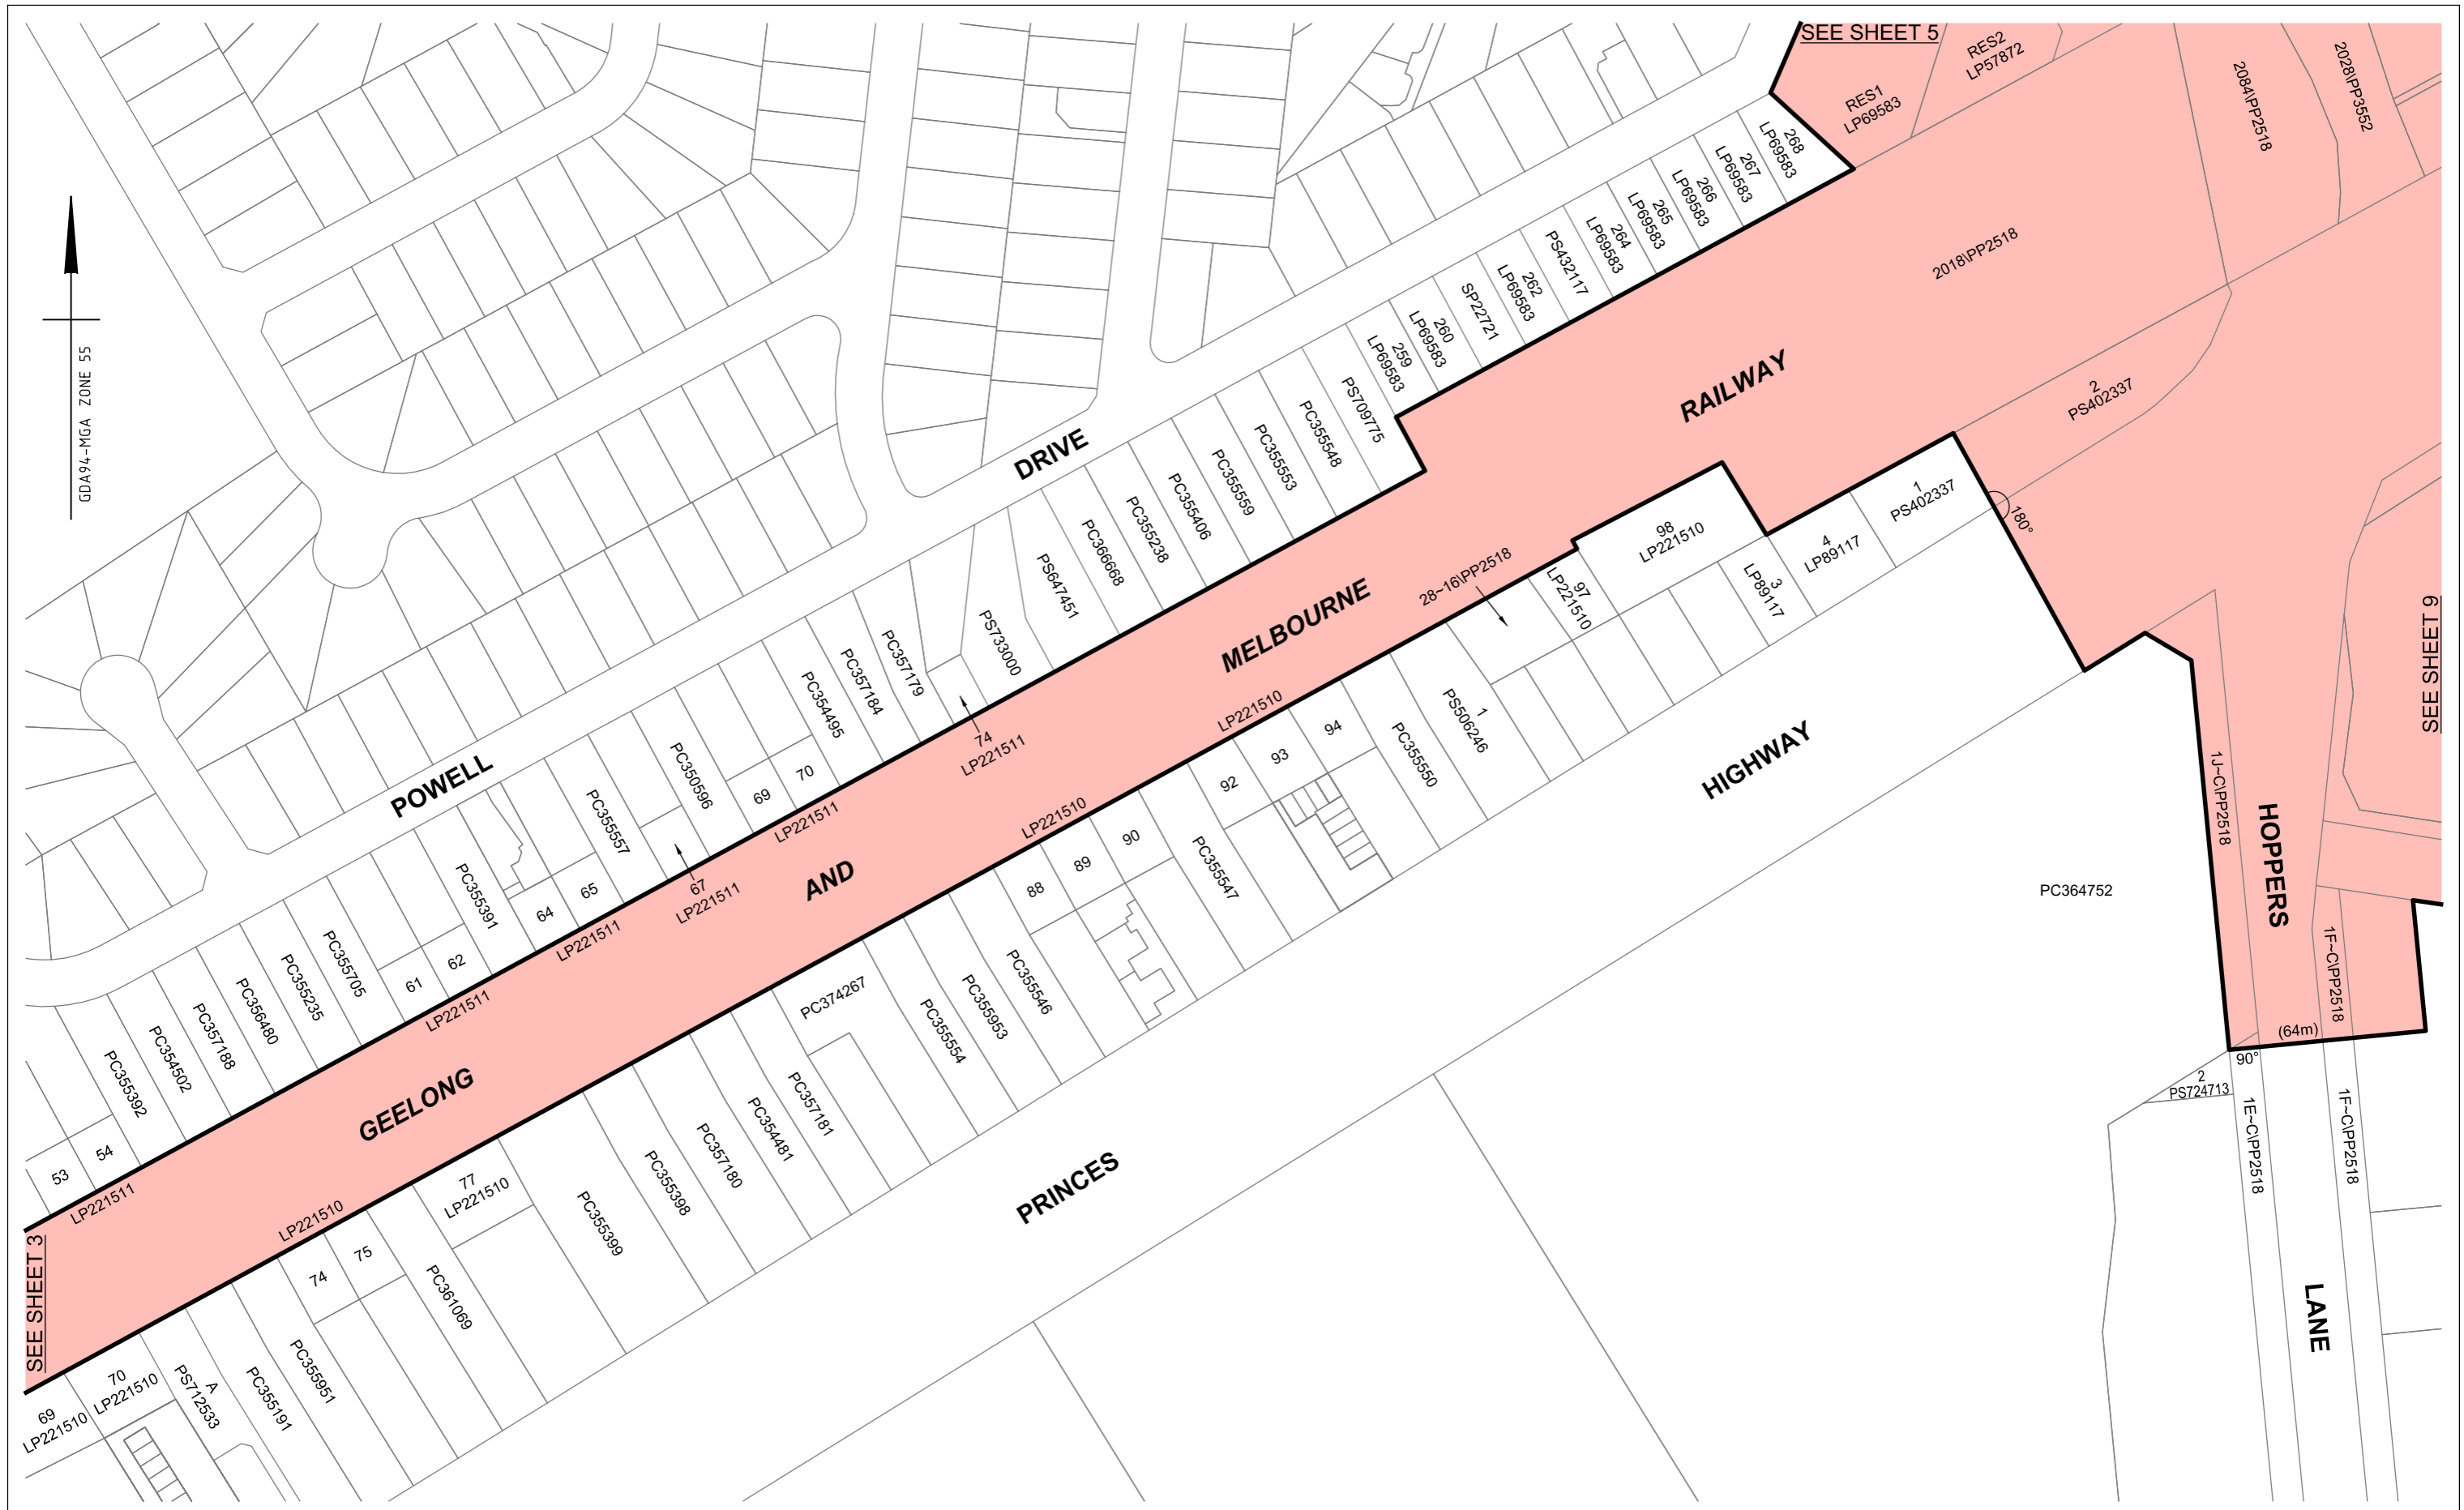 SEE SHEET 5
RES2
LP57872
RES1
LP69583
2084\PP2518
2028\PP3552
268
LP69583
267
LP69583
266
LP69583
265
LP69583
264
LP69583
PS432117
262
LP69583
SP22721
260
LP69583
259
LP69583
2018\PP2518
GDA94-MGA ZONE 55
RAILWAY
2
PS402337
PS709775
PC355548
PC355553
PC355559
PC355406
PC355238
PC366668
PS647451
DRIVE
1
PS402337
180°
4
LP89117
3
LP89117
98
LP221510
97
LP221510
28~16\PP2518
MELBOURNE
SEE SHEET 9
PS733000
PC357179
PC357184
PC354495
74
LP221511
LP221510
94
93
92
PC355550
1
PS506246
HIGHWAY
1J~C\PP2518
HOPPERS
POWELL
PC350596
69
70
LP221511
PC355557
67
LP221511
AND
LP221510
90
89
88
PC355547
PC364752
PC355391
64
65
LP221511
PC355705
61
62
LP221511
PC355235
PC356480
PC357188
PC354502
PC355392
PC374267
PC355554
PC355953
PC355546
1F~C\PP2518
(64m)
90°
2
PS724713
1E~C\PP2518
1F~C\PP2518
GEELONG
PC357181
PC354481
PC357180
PC355398
PC355399
77
LP221510
53
54
LP221511
PRINCES
LP221510
75
74
PC361069
SEE SHEET 3
LANE
PC355951
PC355191
A
PS712533
70
LP221510
69
LP221510